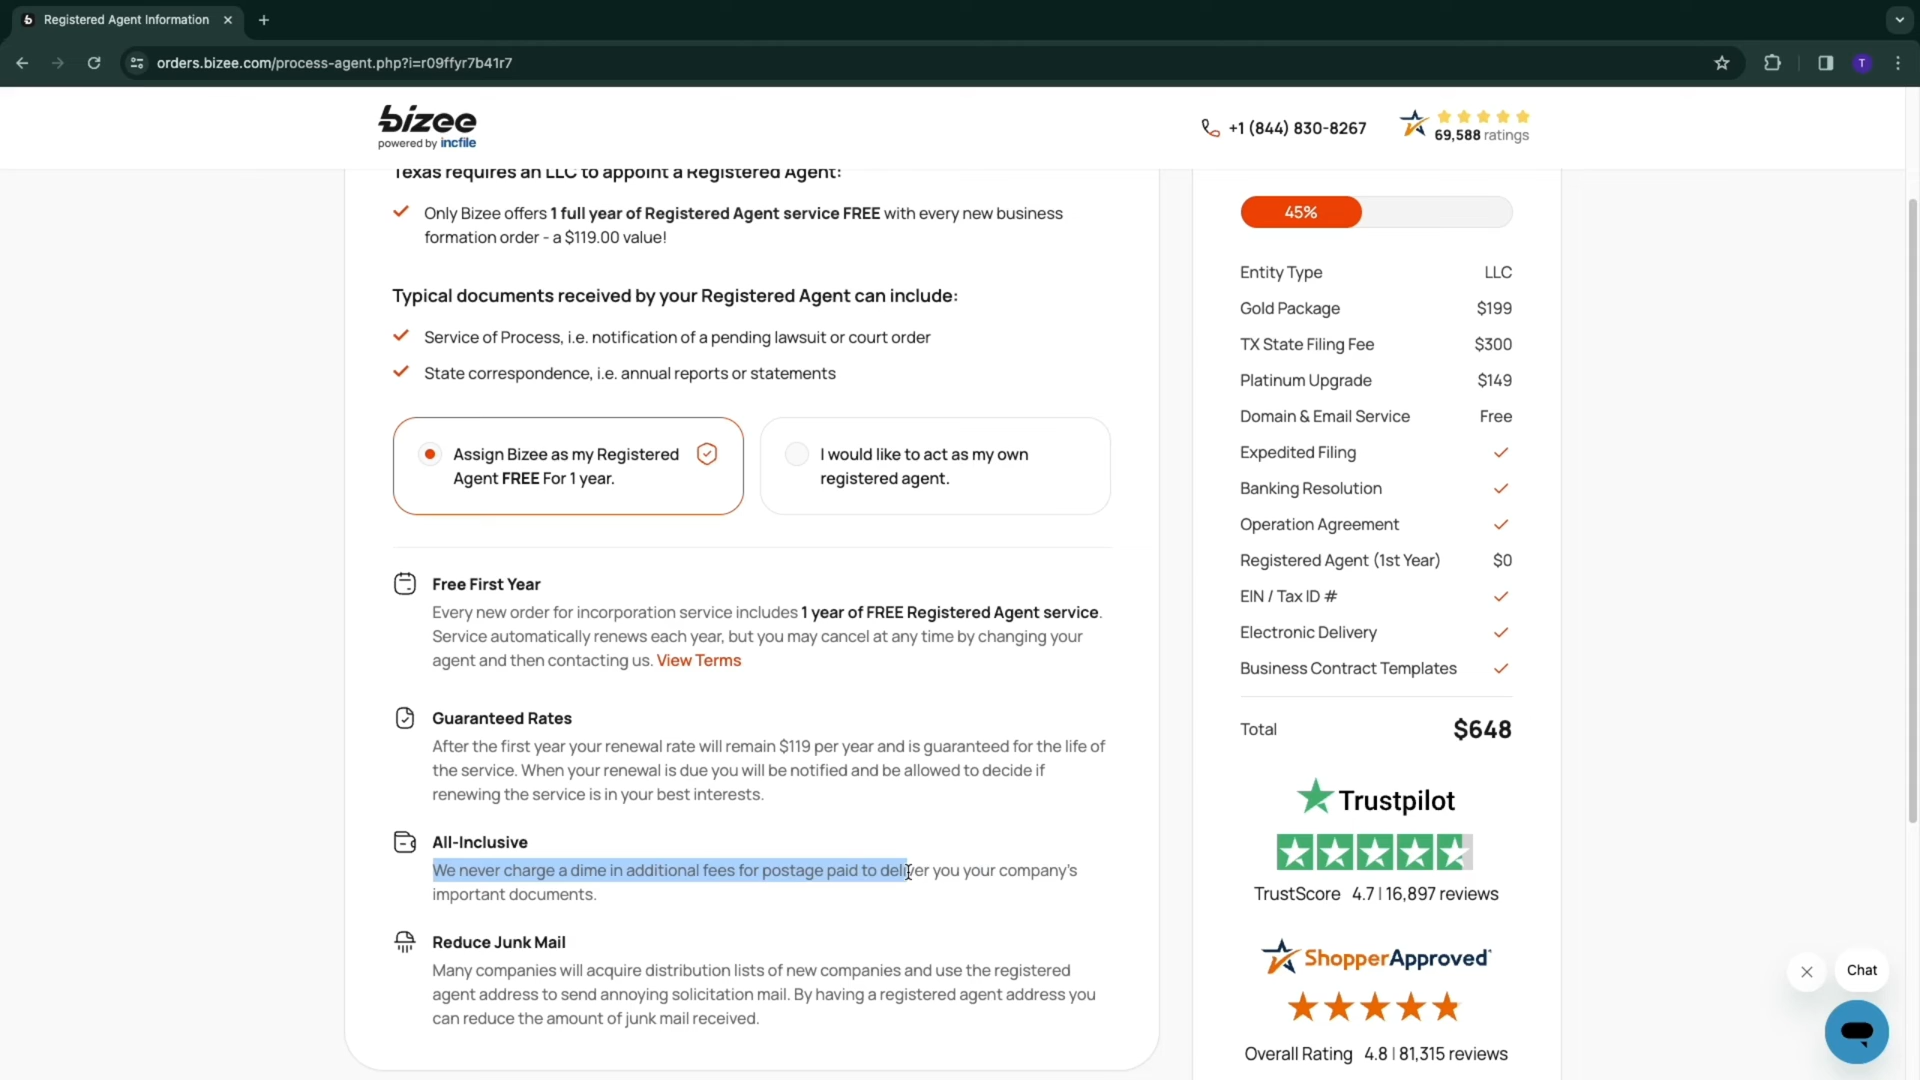 Registered Agent Information
orders.bizee.com/process-agent.php?i=r09ffyr7b41r7
T
bizee
powered by incfile
+1 (844) 830-8267
69,588 ratings
Texas requires an LLC to appoint a Registered Agent:
Only Bizee offers 1 full year of Registered Agent service FREE with every new business
formation order - a $119.00 value!
Typical documents received by your Registered Agent can include:
Service of Process, i.e. notification of a pending lawsuit or court order
State correspondence, i.e. annual reports or statements
Assign Bizee as my Registered
Agent FREE For 1 year.
I would like to act as my own
registered agent.
Free First Year
Every new order for incorporation service includes 1 year of FREE Registered Agent service.
Service automatically renews each year, but you may cancel at any time by changing your
agent and then contacting us. View Terms
Guaranteed Rates
After the first year your renewal rate will remain $119 per year and is guaranteed for the life of
the service. When your renewal is due you will be notified and be allowed to decide if
renewing the service is in your best interests.
All-Inclusive
We never charge a dime in additional fees for postage paid to deliver you your company's
important documents.
Reduce Junk Mail
Many companies will acquire distribution lists of new companies and use the registered
agent address to send annoying solicitation mail. By having a registered agent address you
can reduce the amount of junk mail received.
45%
Entity Type LLC
Gold Package $199
TX State Filing Fee $300
Platinum Upgrade $149
Domain & Email Service Free
Expedited Filing
Banking Resolution
Operation Agreement
Registered Agent (1st Year) $0
EIN / Tax ID #
Electronic Delivery
Business Contract Templates
Total $648
Trustpilot
TrustScore 4.7 | 16,897 reviews
ShopperApproved
Overall Rating 4.8 | 81,315 reviews
Chat